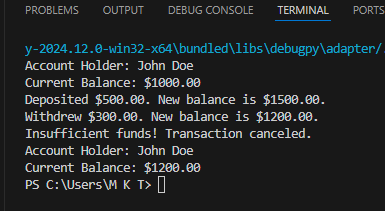 PROBLEMS OUTPUT DEBUG CONSOLE TERMINAL PORTS
y-2024.12.0-win32-x64\bundled\libs\debugpy\adapter/.
Account Holder: John Doe
Current Balance: $1000.00
Deposited $500.00. New balance is $1500.00.
Withdrew $300.00. New balance is $1200.00.
Insufficient funds! Transaction canceled.
Account Holder: John Doe
Current Balance: $1200.00
PS C:\Users\M K T>